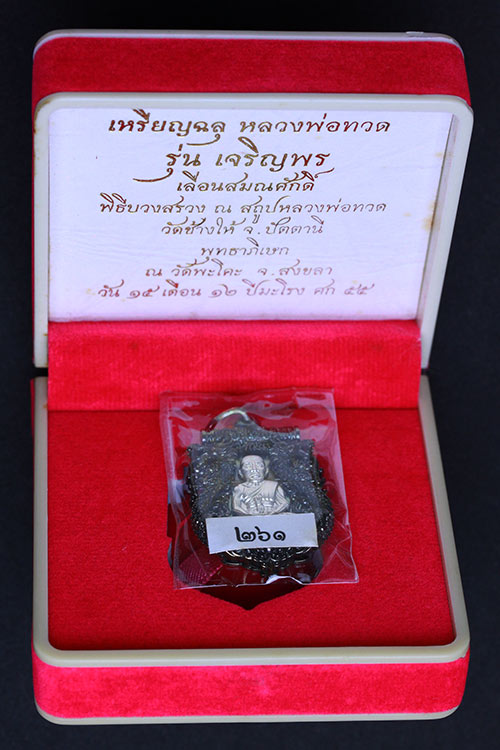 เหรียญฉลุ หลวงพ่อทวด
รุ่น เจริญพร
เลื่อนสมณศักดิ์
พิธีบวงสรวง ณ สถูปหลวงพ่อทวด
วัดช้างให้ จ.ปัตตานี
พุทธาภิเษก
ณ วัดพะโคะ จ.สงขลา
วัน ๑๕ เดือน ๑๒ ปีมะโรง ศก ๕๕
๒๖๑